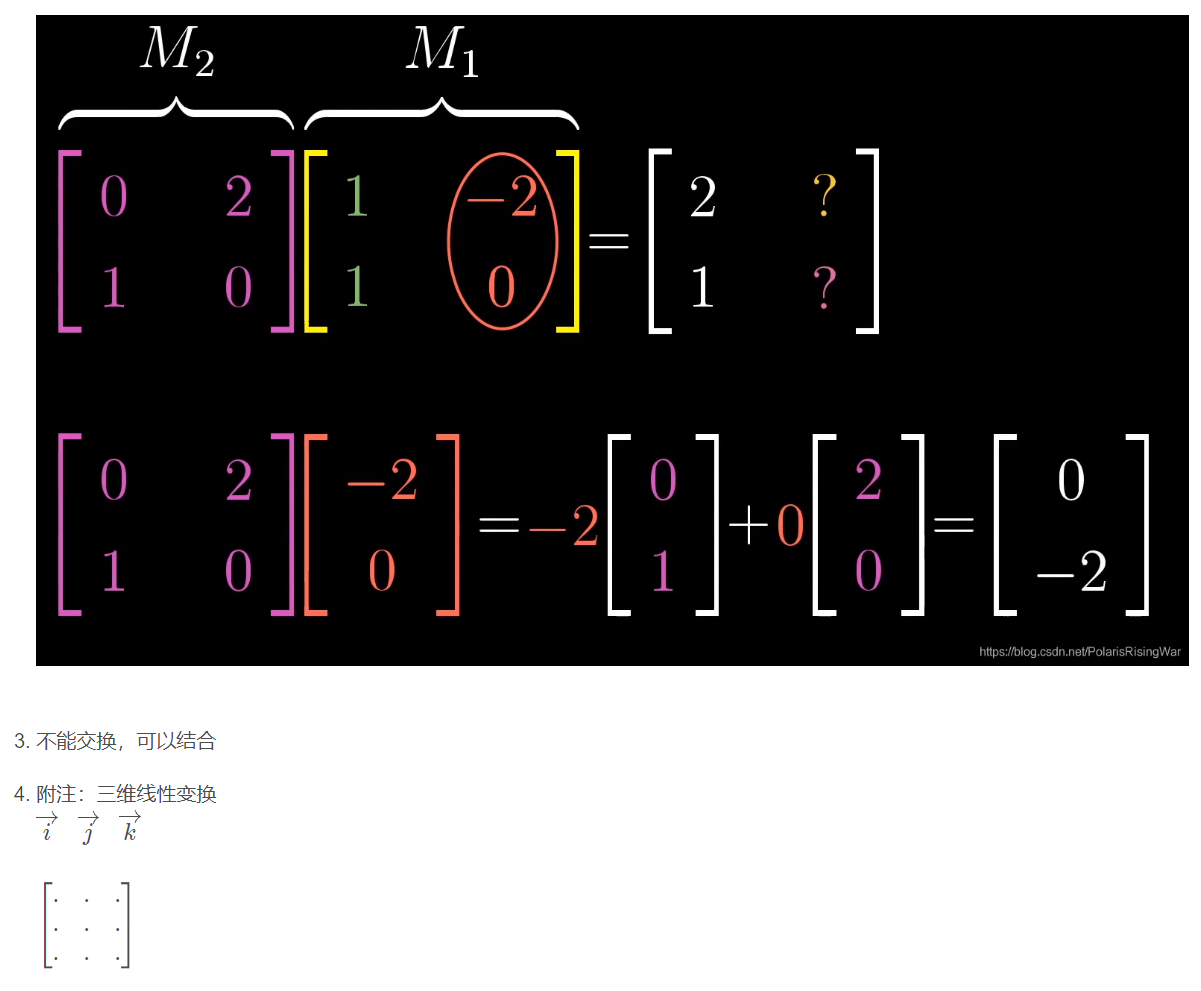 M₂ M₁
[0 2; 1 0] [1 −2; 1 0] = [2 ?; 1 ?]
[0 2; 1 0] [−2; 0] = −2 [0; 1] + 0 [2; 0] = [0; −2]
https://blog.csdn.net/PolarisRisingWar
3. 不能交换，可以结合
4. 附注：三维线性变换
i⃗ j⃗ k⃗
[. . .; . . .; . . .]